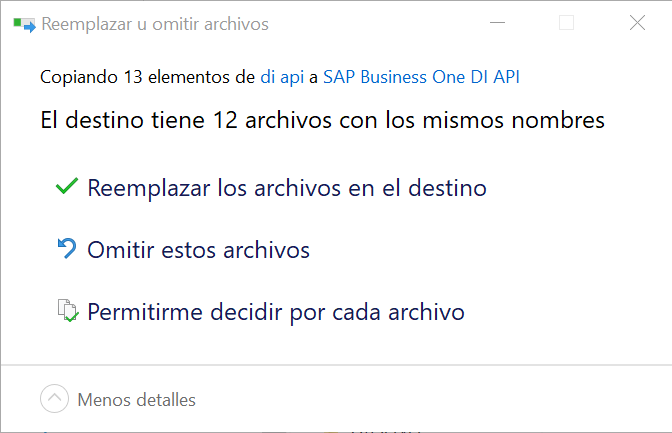 Reemplazar u omitir archivos
Copiando 13 elementos de di api a SAP Business One DI API
El destino tiene 12 archivos con los mismos nombres
Reemplazar los archivos en el destino
Omitir estos archivos
Permitirme decidir por cada archivo
Menos detalles